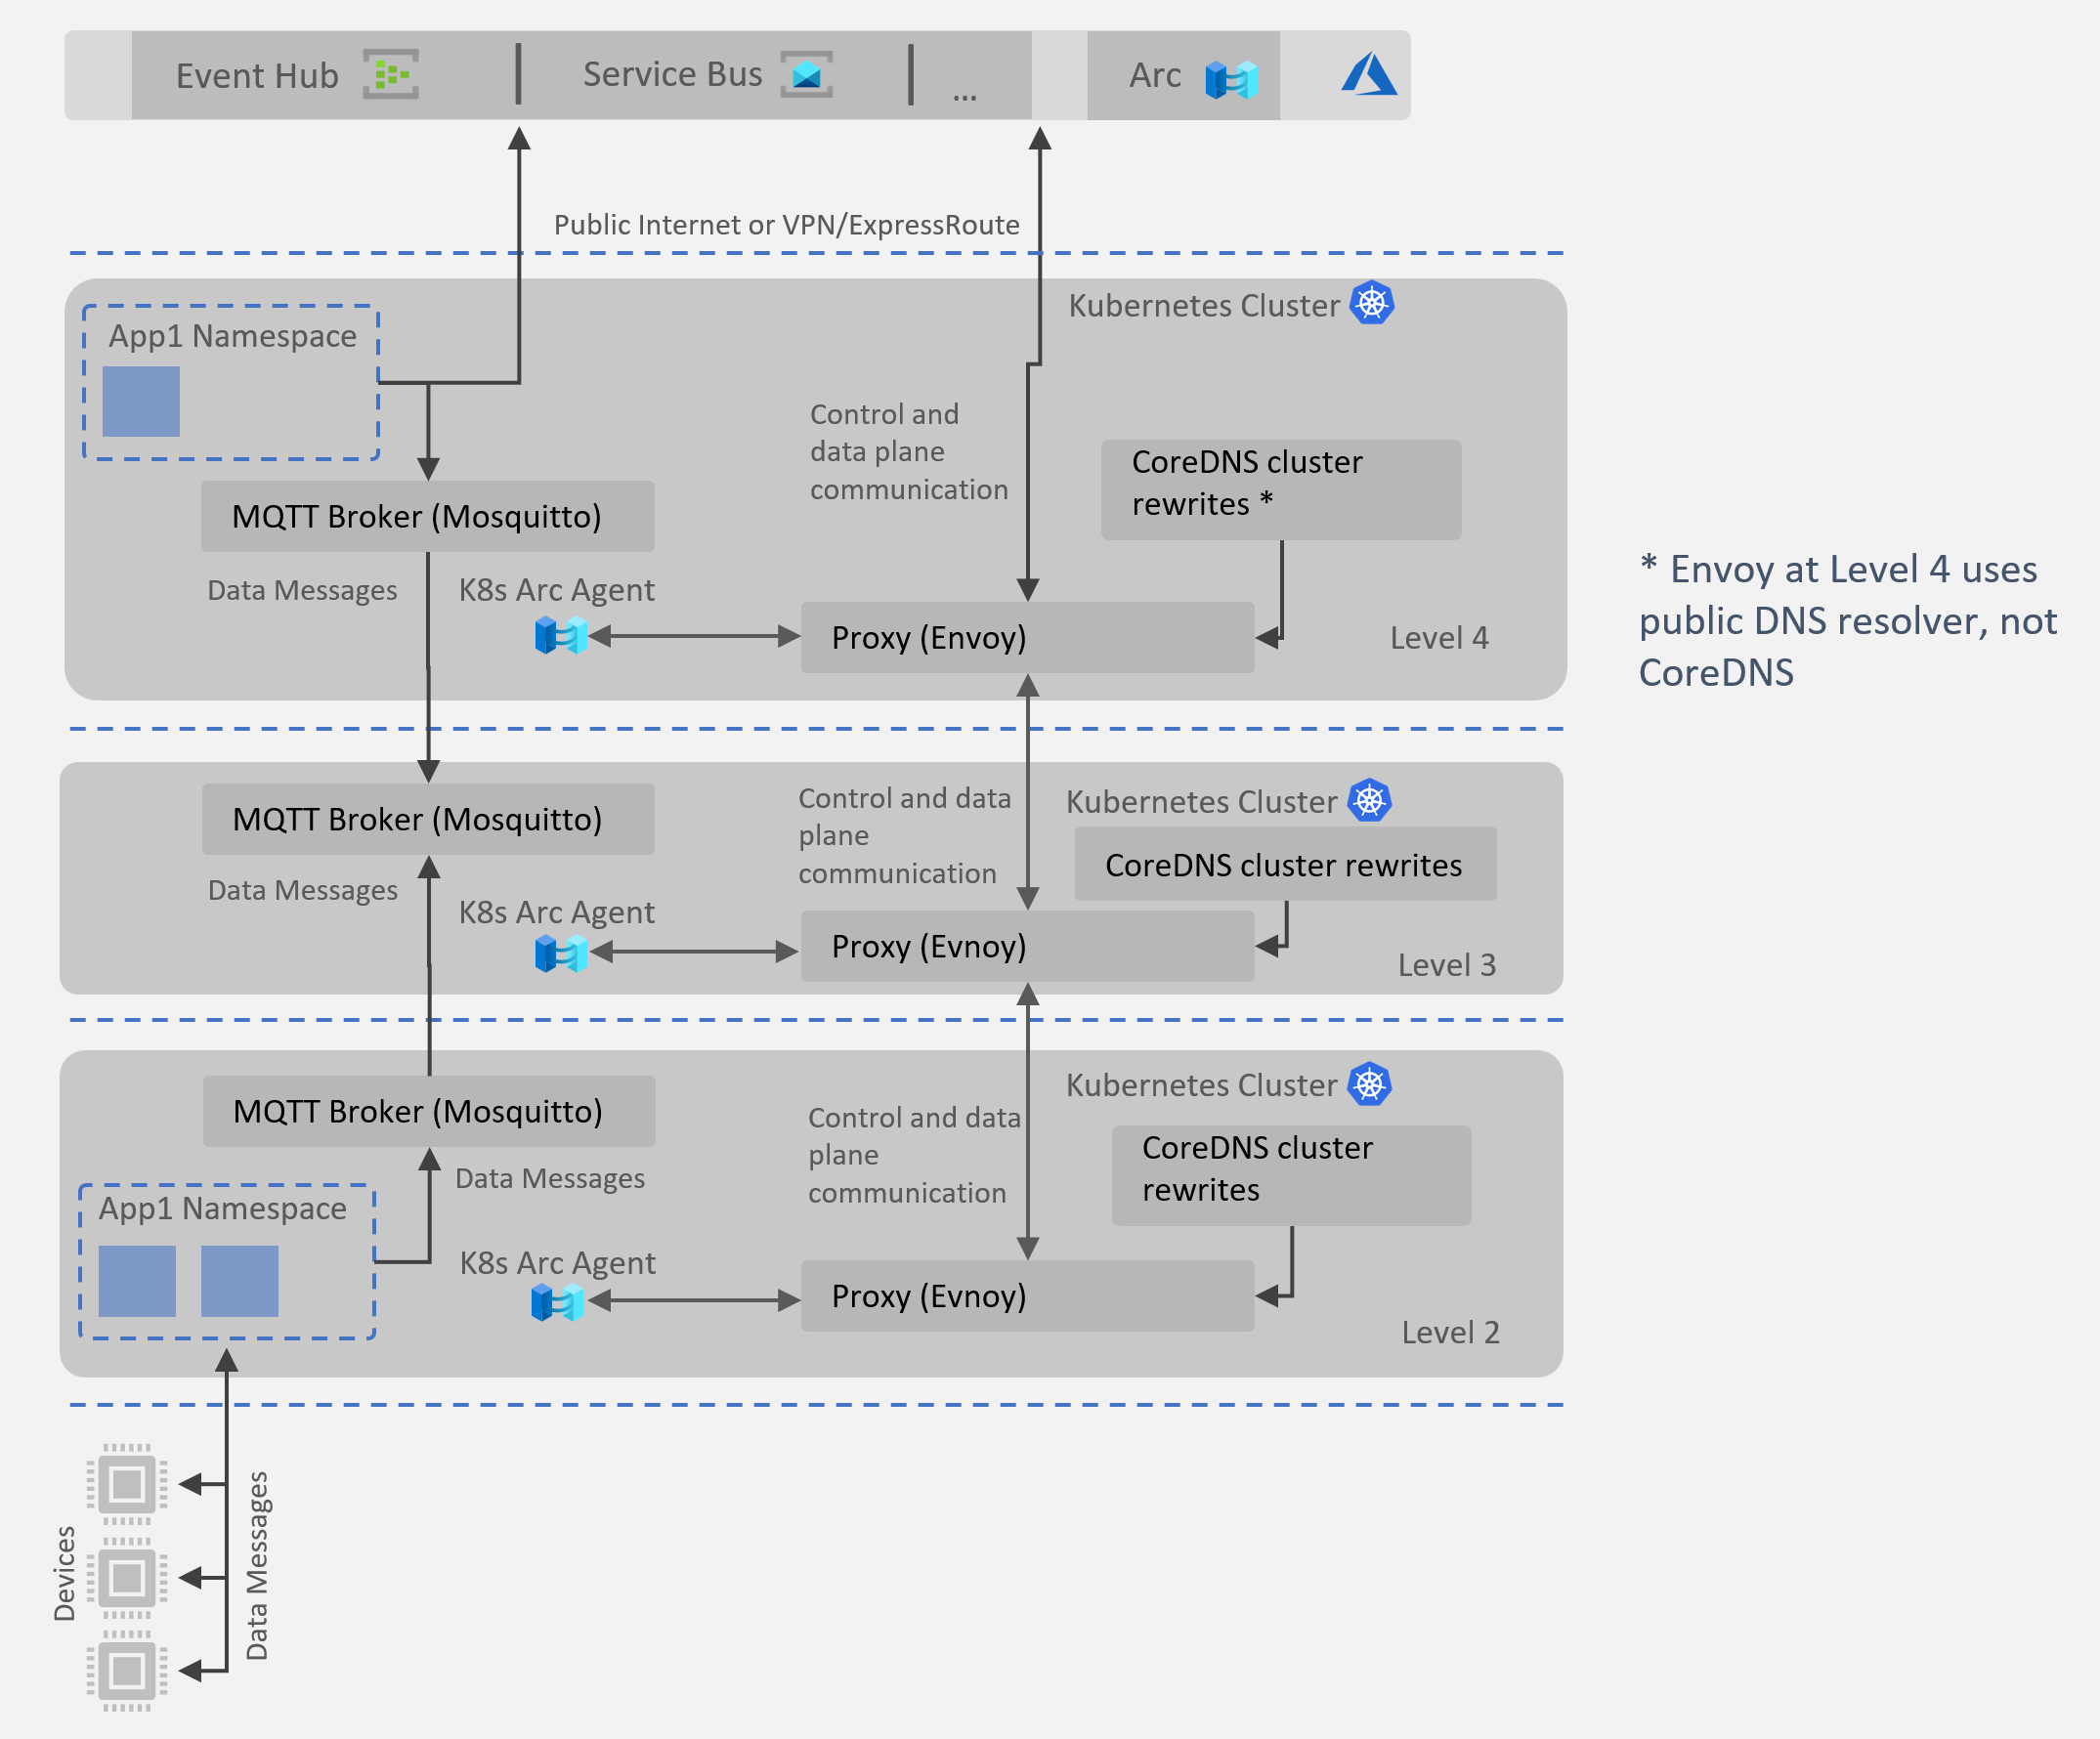 Event Hub
Service Bus
...
Arc
Public Internet or VPN/ExpressRoute
Kubernetes Cluster
App1 Namespace
Control and
data plane
communication
CoreDNS cluster
rewrites *
MQTT Broker (Mosquitto)
Data Messages
K8s Arc Agent
Proxy (Envoy)
Level 4
* Envoy at Level 4 uses
public DNS resolver, not
CoreDNS
MQTT Broker (Mosquitto)
Control and data
plane
communication
Kubernetes Cluster
CoreDNS cluster rewrites
Data Messages
K8s Arc Agent
Proxy (Evnoy)
Level 3
Kubernetes Cluster
MQTT Broker (Mosquitto)
Control and data
plane
communication
CoreDNS cluster
rewrites
Data Messages
App1 Namespace
K8s Arc Agent
Proxy (Evnoy)
Level 2
Devices
Data Messages